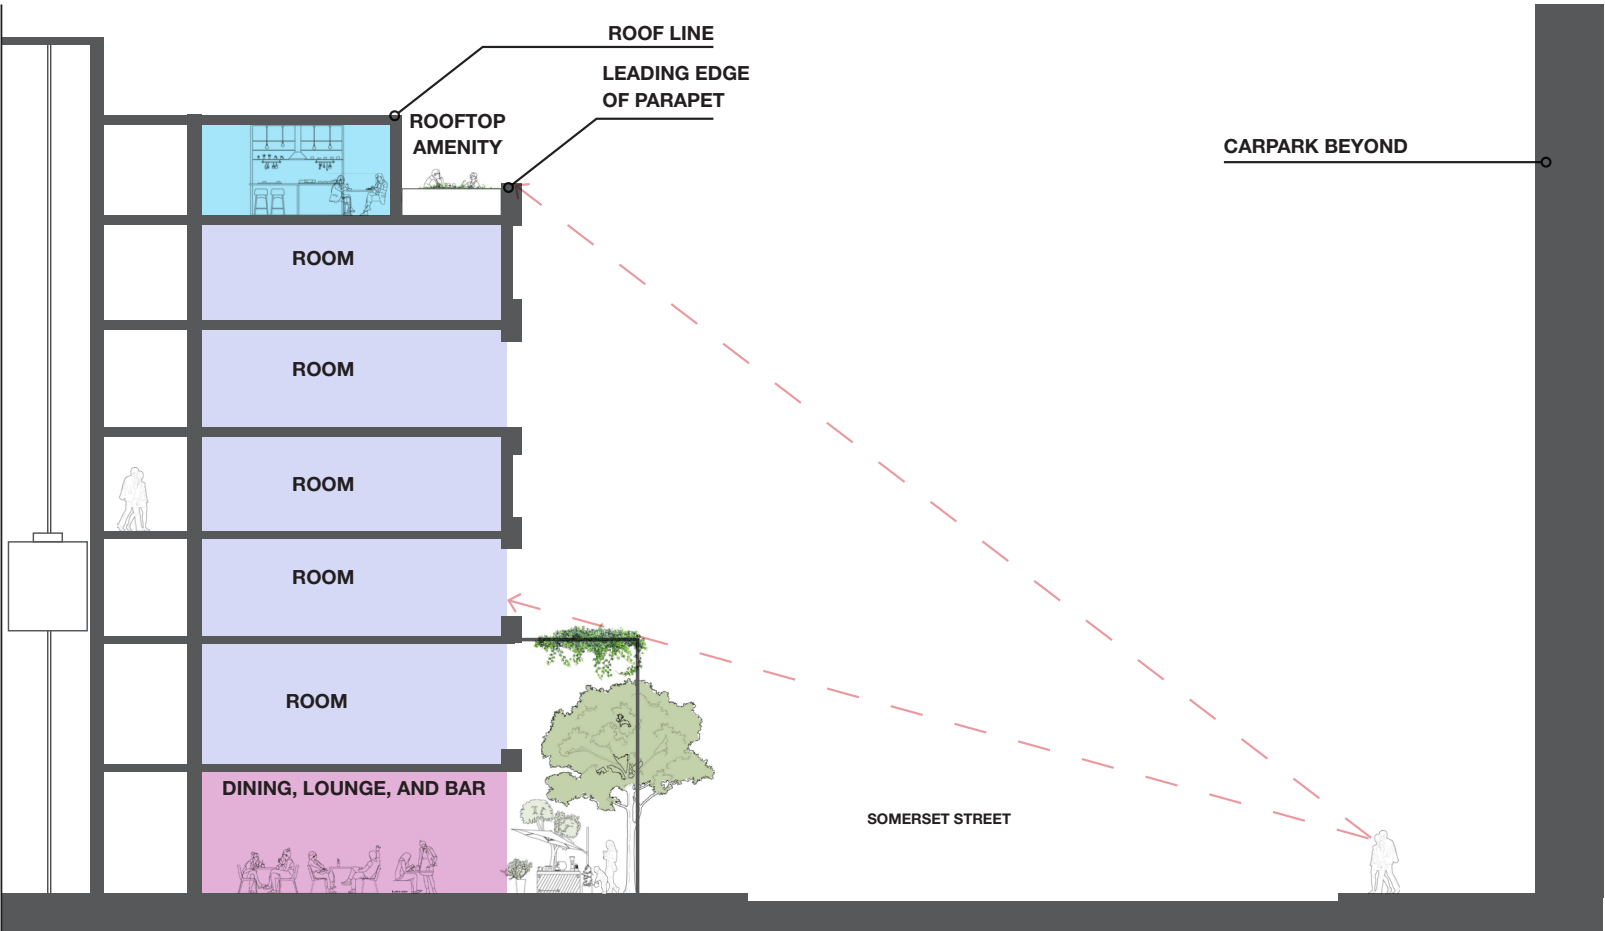 ROOF LINE
LEADING EDGE
OF PARAPET
ROOFTOP
AMENITY
CARPARK BEYOND
ROOM
ROOM
ROOM
ROOM
ROOM
DINING, LOUNGE, AND BAR
SOMERSET STREET